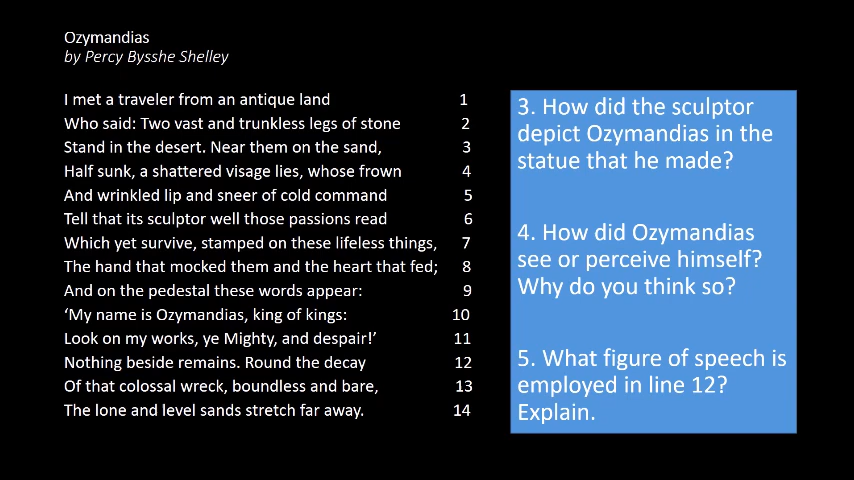 Ozymandias
by Percy Bysshe Shelley
I met a traveler from an antique land 1
Who said: Two vast and trunkless legs of stone 2
Stand in the desert. Near them on the sand, 3
Half sunk, a shattered visage lies, whose frown 4
And wrinkled lip and sneer of cold command 5
Tell that its sculptor well those passions read 6
Which yet survive, stamped on these lifeless things, 7
The hand that mocked them and the heart that fed; 8
And on the pedestal these words appear: 9
‘My name is Ozymandias, king of kings: 10
Look on my works, ye Mighty, and despair!’ 11
Nothing beside remains. Round the decay 12
Of that colossal wreck, boundless and bare, 13
The lone and level sands stretch far away. 14
3. How did the sculptor
depict Ozymandias in the
statue that he made?
4. How did Ozymandias
see or perceive himself?
Why do you think so?
5. What figure of speech is
employed in line 12?
Explain.